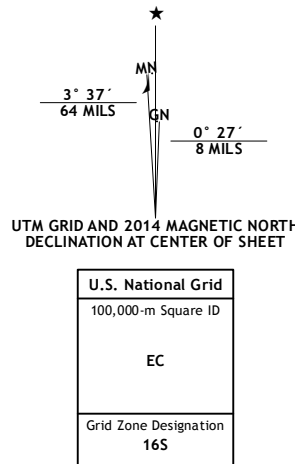 MN
3° 37´
64 MILS
GN
0° 27´
8 MILS
UTM GRID AND 2014 MAGNETIC NORTH
DECLINATION AT CENTER OF SHEET
U.S. National Grid
100,000-m Square ID
EC
Grid Zone Designation
16S